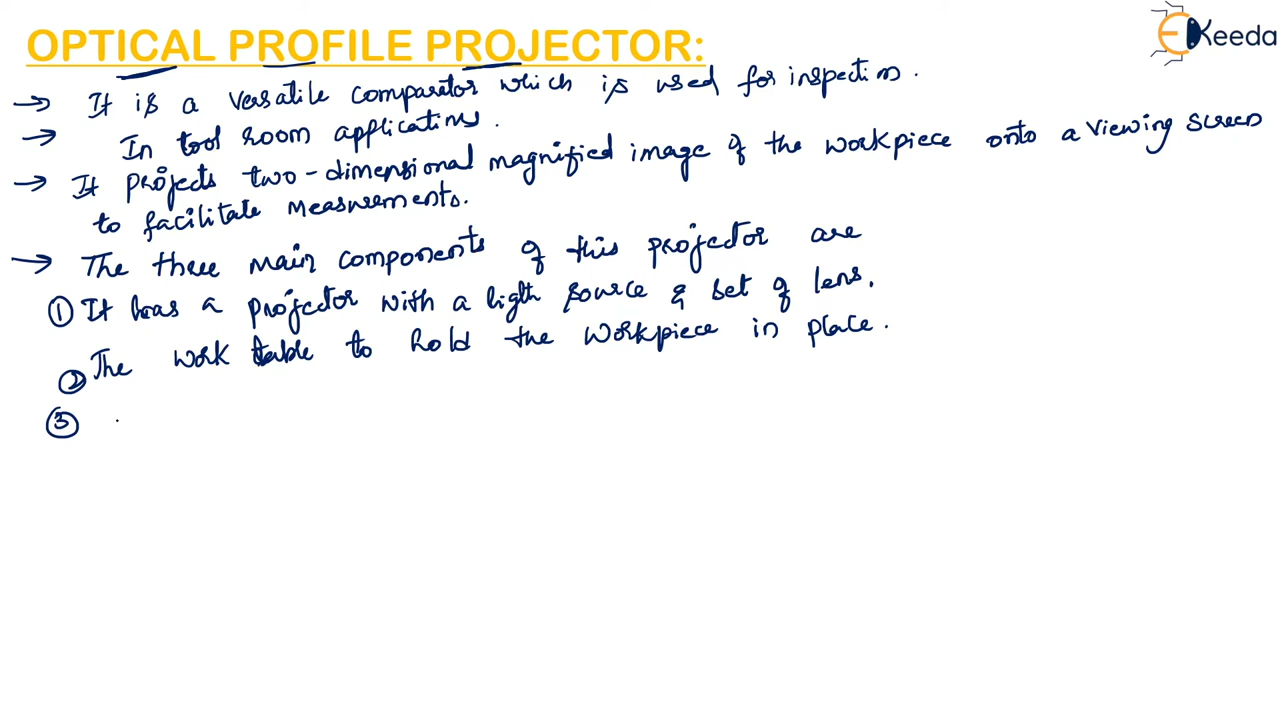 OPTICAL PROFILE PROJECTOR:
EKeeda
→ It is a versatile comparator which is used for inspection.
→ In tool room applications.
→ It projects two-dimensional magnified image of the workpiece onto a viewing screen
to facilitate measurements.
→ The three main components of this projector are
① It has a projector with a ligth source & set of lens.
② The work table to hold the workpiece in place.
③